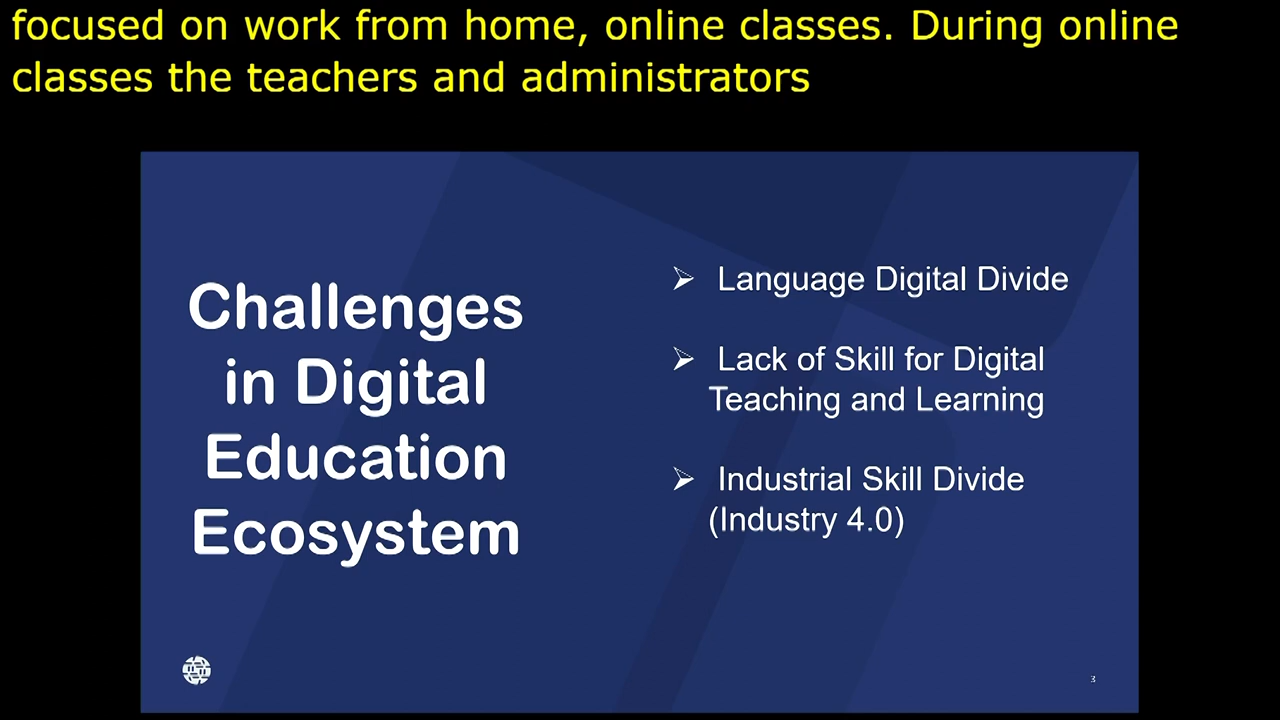 focused on work from home, online classes. During online
classes the teachers and administrators
Challenges
in Digital
Education
Ecosystem
➢ Language Digital Divide
➢ Lack of Skill for Digital
Teaching and Learning
➢ Industrial Skill Divide
(Industry 4.0)
3